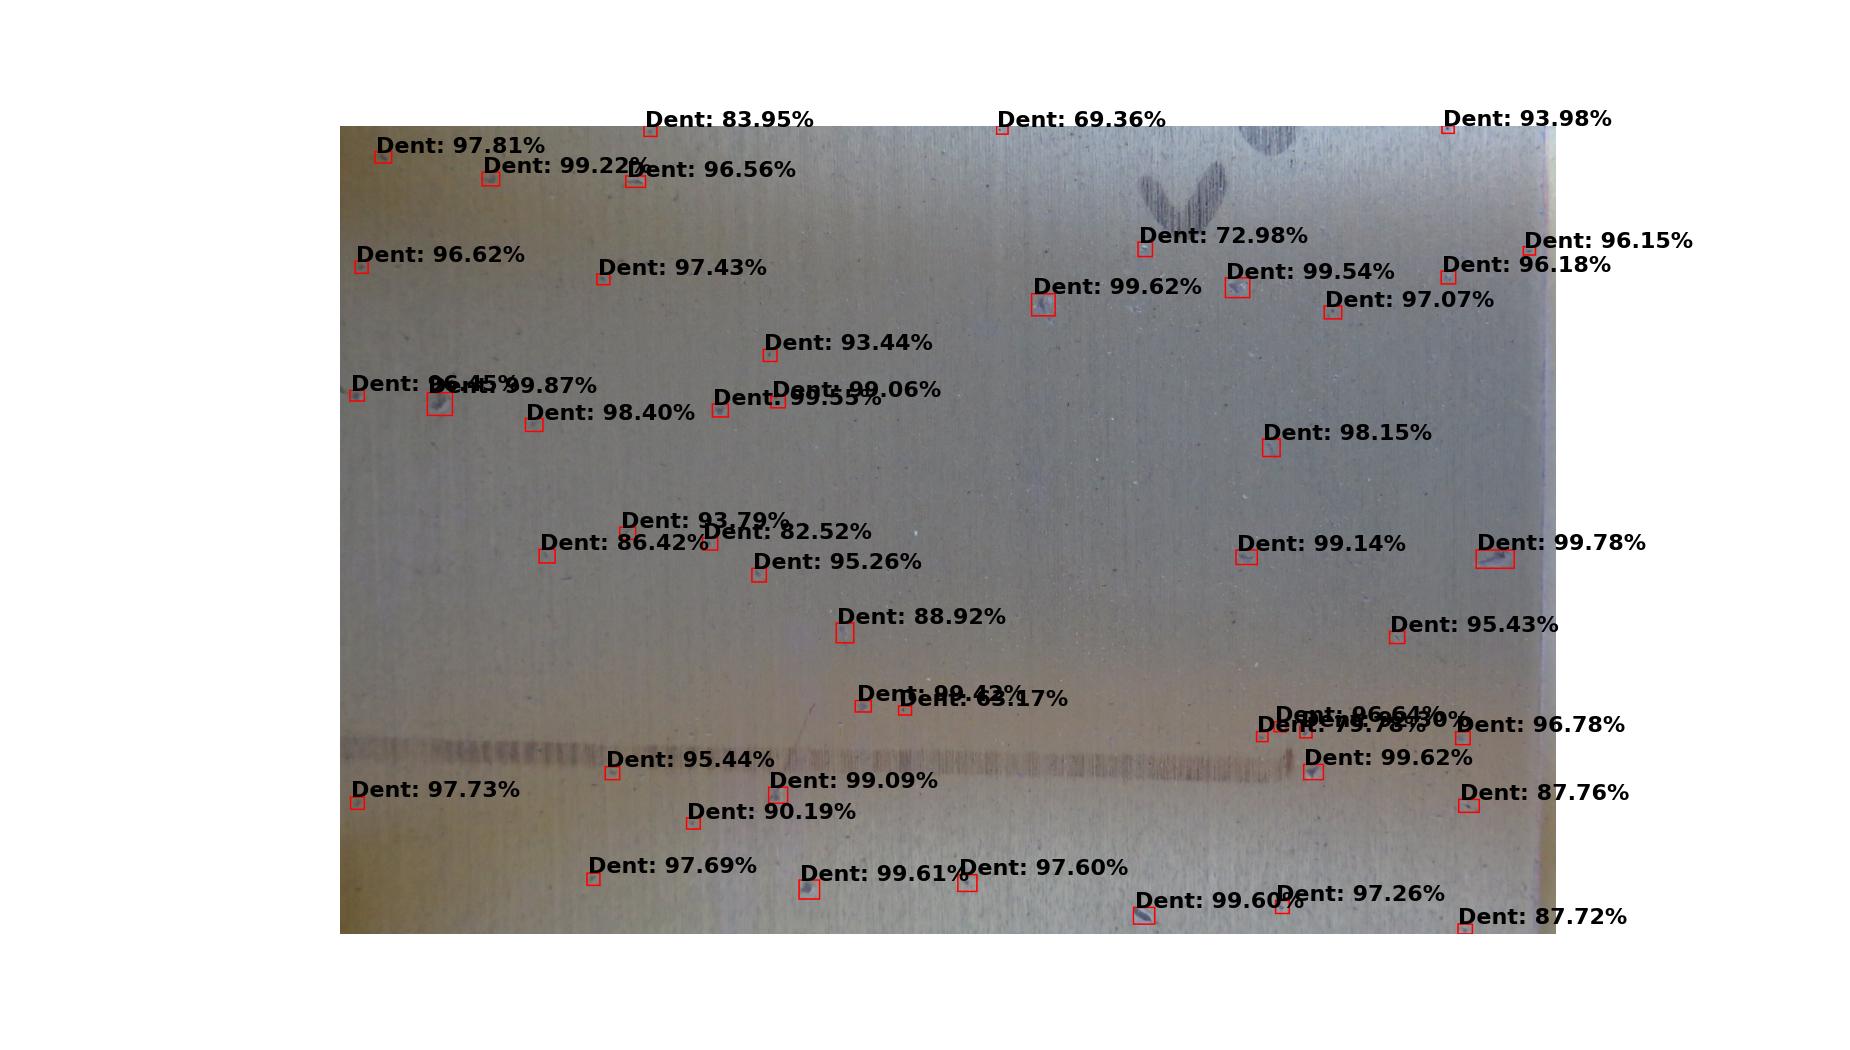 Dent: 83.95%
Dent: 69.36%
Dent: 93.98%
Dent: 97.81%
Dent: 99.22%
Dent: 96.56%
Dent: 72.98%
Dent: 96.15%
Dent: 96.62%
Dent: 97.43%
Dent: 99.54%
Dent: 96.18%
Dent: 99.62%
Dent: 97.07%
Dent: 93.44%
Dent: 96.45%
Dent: 99.87%
Dent: 99.55%
Dent: 99.06%
Dent: 98.40%
Dent: 98.15%
Dent: 93.79%
Dent: 82.52%
Dent: 86.42%
Dent: 99.14%
Dent: 99.78%
Dent: 95.26%
Dent: 88.92%
Dent: 95.43%
Dent: 99.42%
Dent: 63.17%
Dent: 96.64%
Dent: 79.78%
Dent: 96.78%
Dent: 95.44%
Dent: 99.62%
Dent: 99.09%
Dent: 97.73%
Dent: 87.76%
Dent: 90.19%
Dent: 97.69%
Dent: 99.61%
Dent: 97.60%
Dent: 99.60%
Dent: 97.26%
Dent: 87.72%